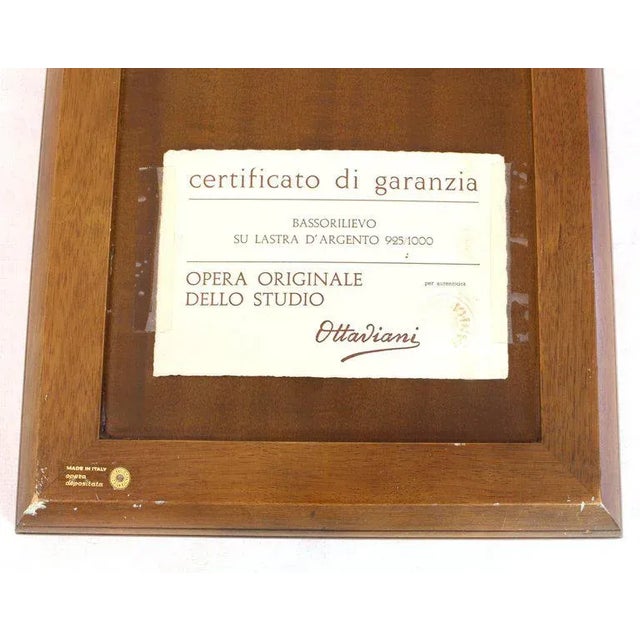 certificato di garanzia
BASSORILIEVO
SU LASTRA D'ARGENTO 925/1000
OPERA ORIGINALE
DELLO STUDIO
per autentica
Ottaviani
MADE IN ITALY
opera
depositata